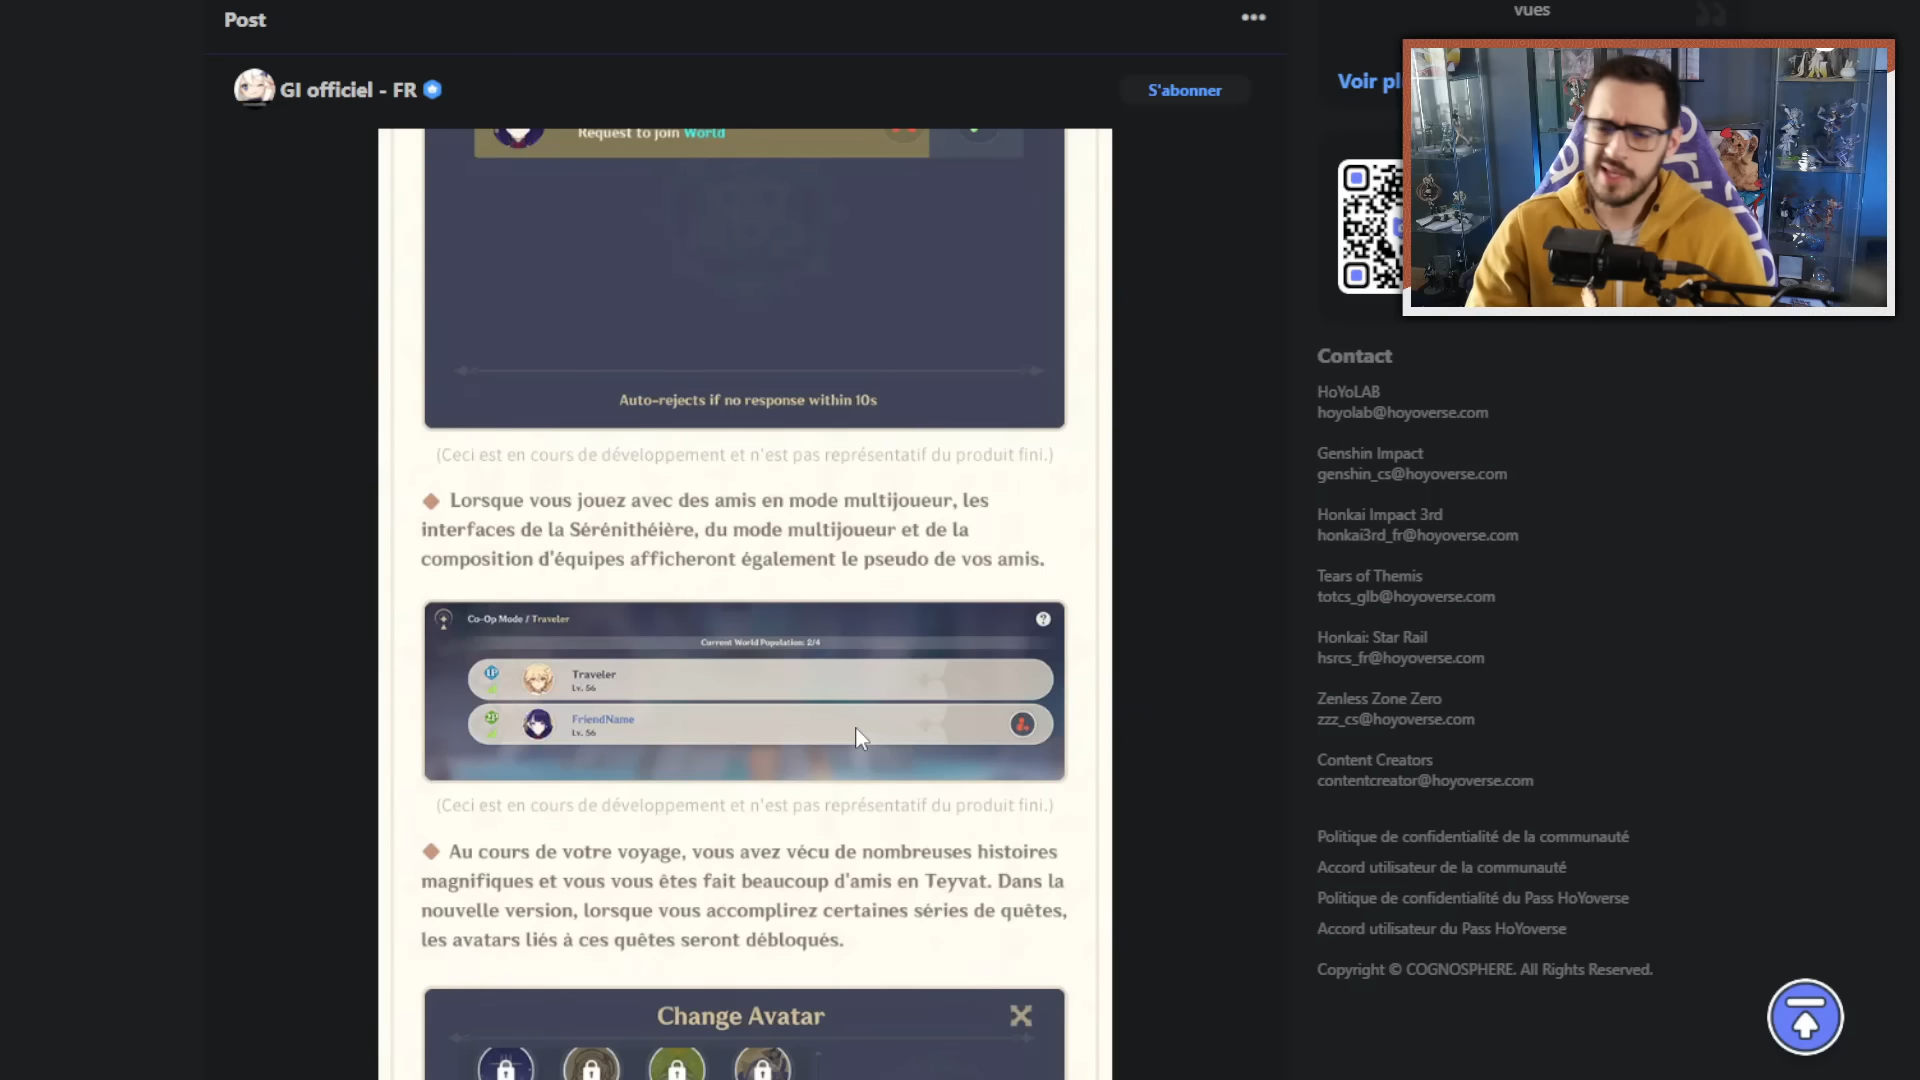 Post
•••
GI officiel - FR
S'abonner
Request to join World
Auto-rejects if no response within 10s
(Ceci est en cours de développement et n'est pas représentatif du produit fini.)
Lorsque vous jouez avec des amis en mode multijoueur, les
interfaces de la Sérénithéière, du mode multijoueur et de la
composition d'équipes afficheront également le pseudo de vos amis.
Co-Op Mode / Traveler
?
Current World Population: 2/4
1P
Traveler
Lv. 56
2P
FriendName
Lv. 56
(Ceci est en cours de développement et n'est pas représentatif du produit fini.)
Au cours de votre voyage, vous avez vécu de nombreuses histoires
magnifiques et vous vous êtes fait beaucoup d'amis en Teyvat. Dans la
nouvelle version, lorsque vous accomplirez certaines séries de quêtes,
les avatars liés à ces quêtes seront débloqués.
Change Avatar
vues
Voir pl
Contact
HoYoLAB
hoyolab@hoyoverse.com
Genshin Impact
genshin_cs@hoyoverse.com
Honkai Impact 3rd
honkai3rd_fr@hoyoverse.com
Tears of Themis
totcs_glb@hoyoverse.com
Honkai: Star Rail
hsrcs_fr@hoyoverse.com
Zenless Zone Zero
zzz_cs@hoyoverse.com
Content Creators
contentcreator@hoyoverse.com
Politique de confidentialité de la communauté
Accord utilisateur de la communauté
Politique de confidentialité du Pass HoYoverse
Accord utilisateur du Pass HoYoverse
Copyright © COGNOSPHERE. All Rights Reserved.